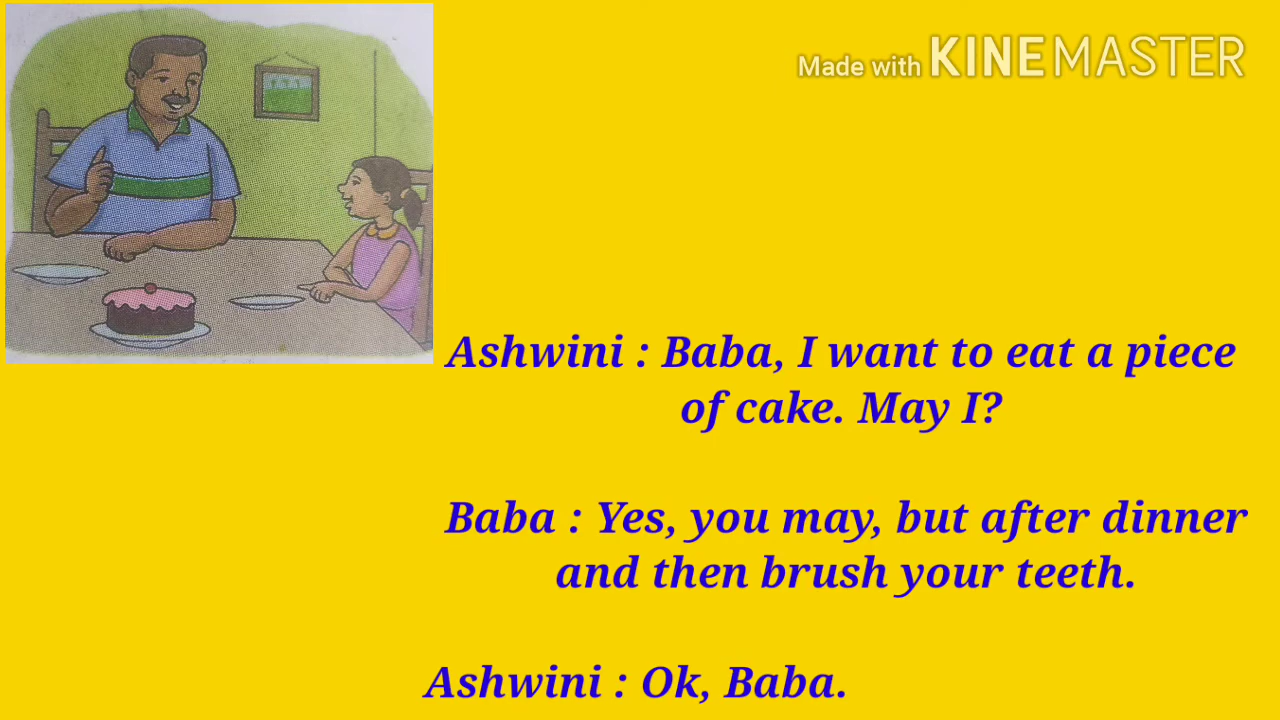 Made with KINEMASTER
Ashwini : Baba, I want to eat a piece
of cake. May I?
Baba : Yes, you may, but after dinner
and then brush your teeth.
Ashwini : Ok, Baba.